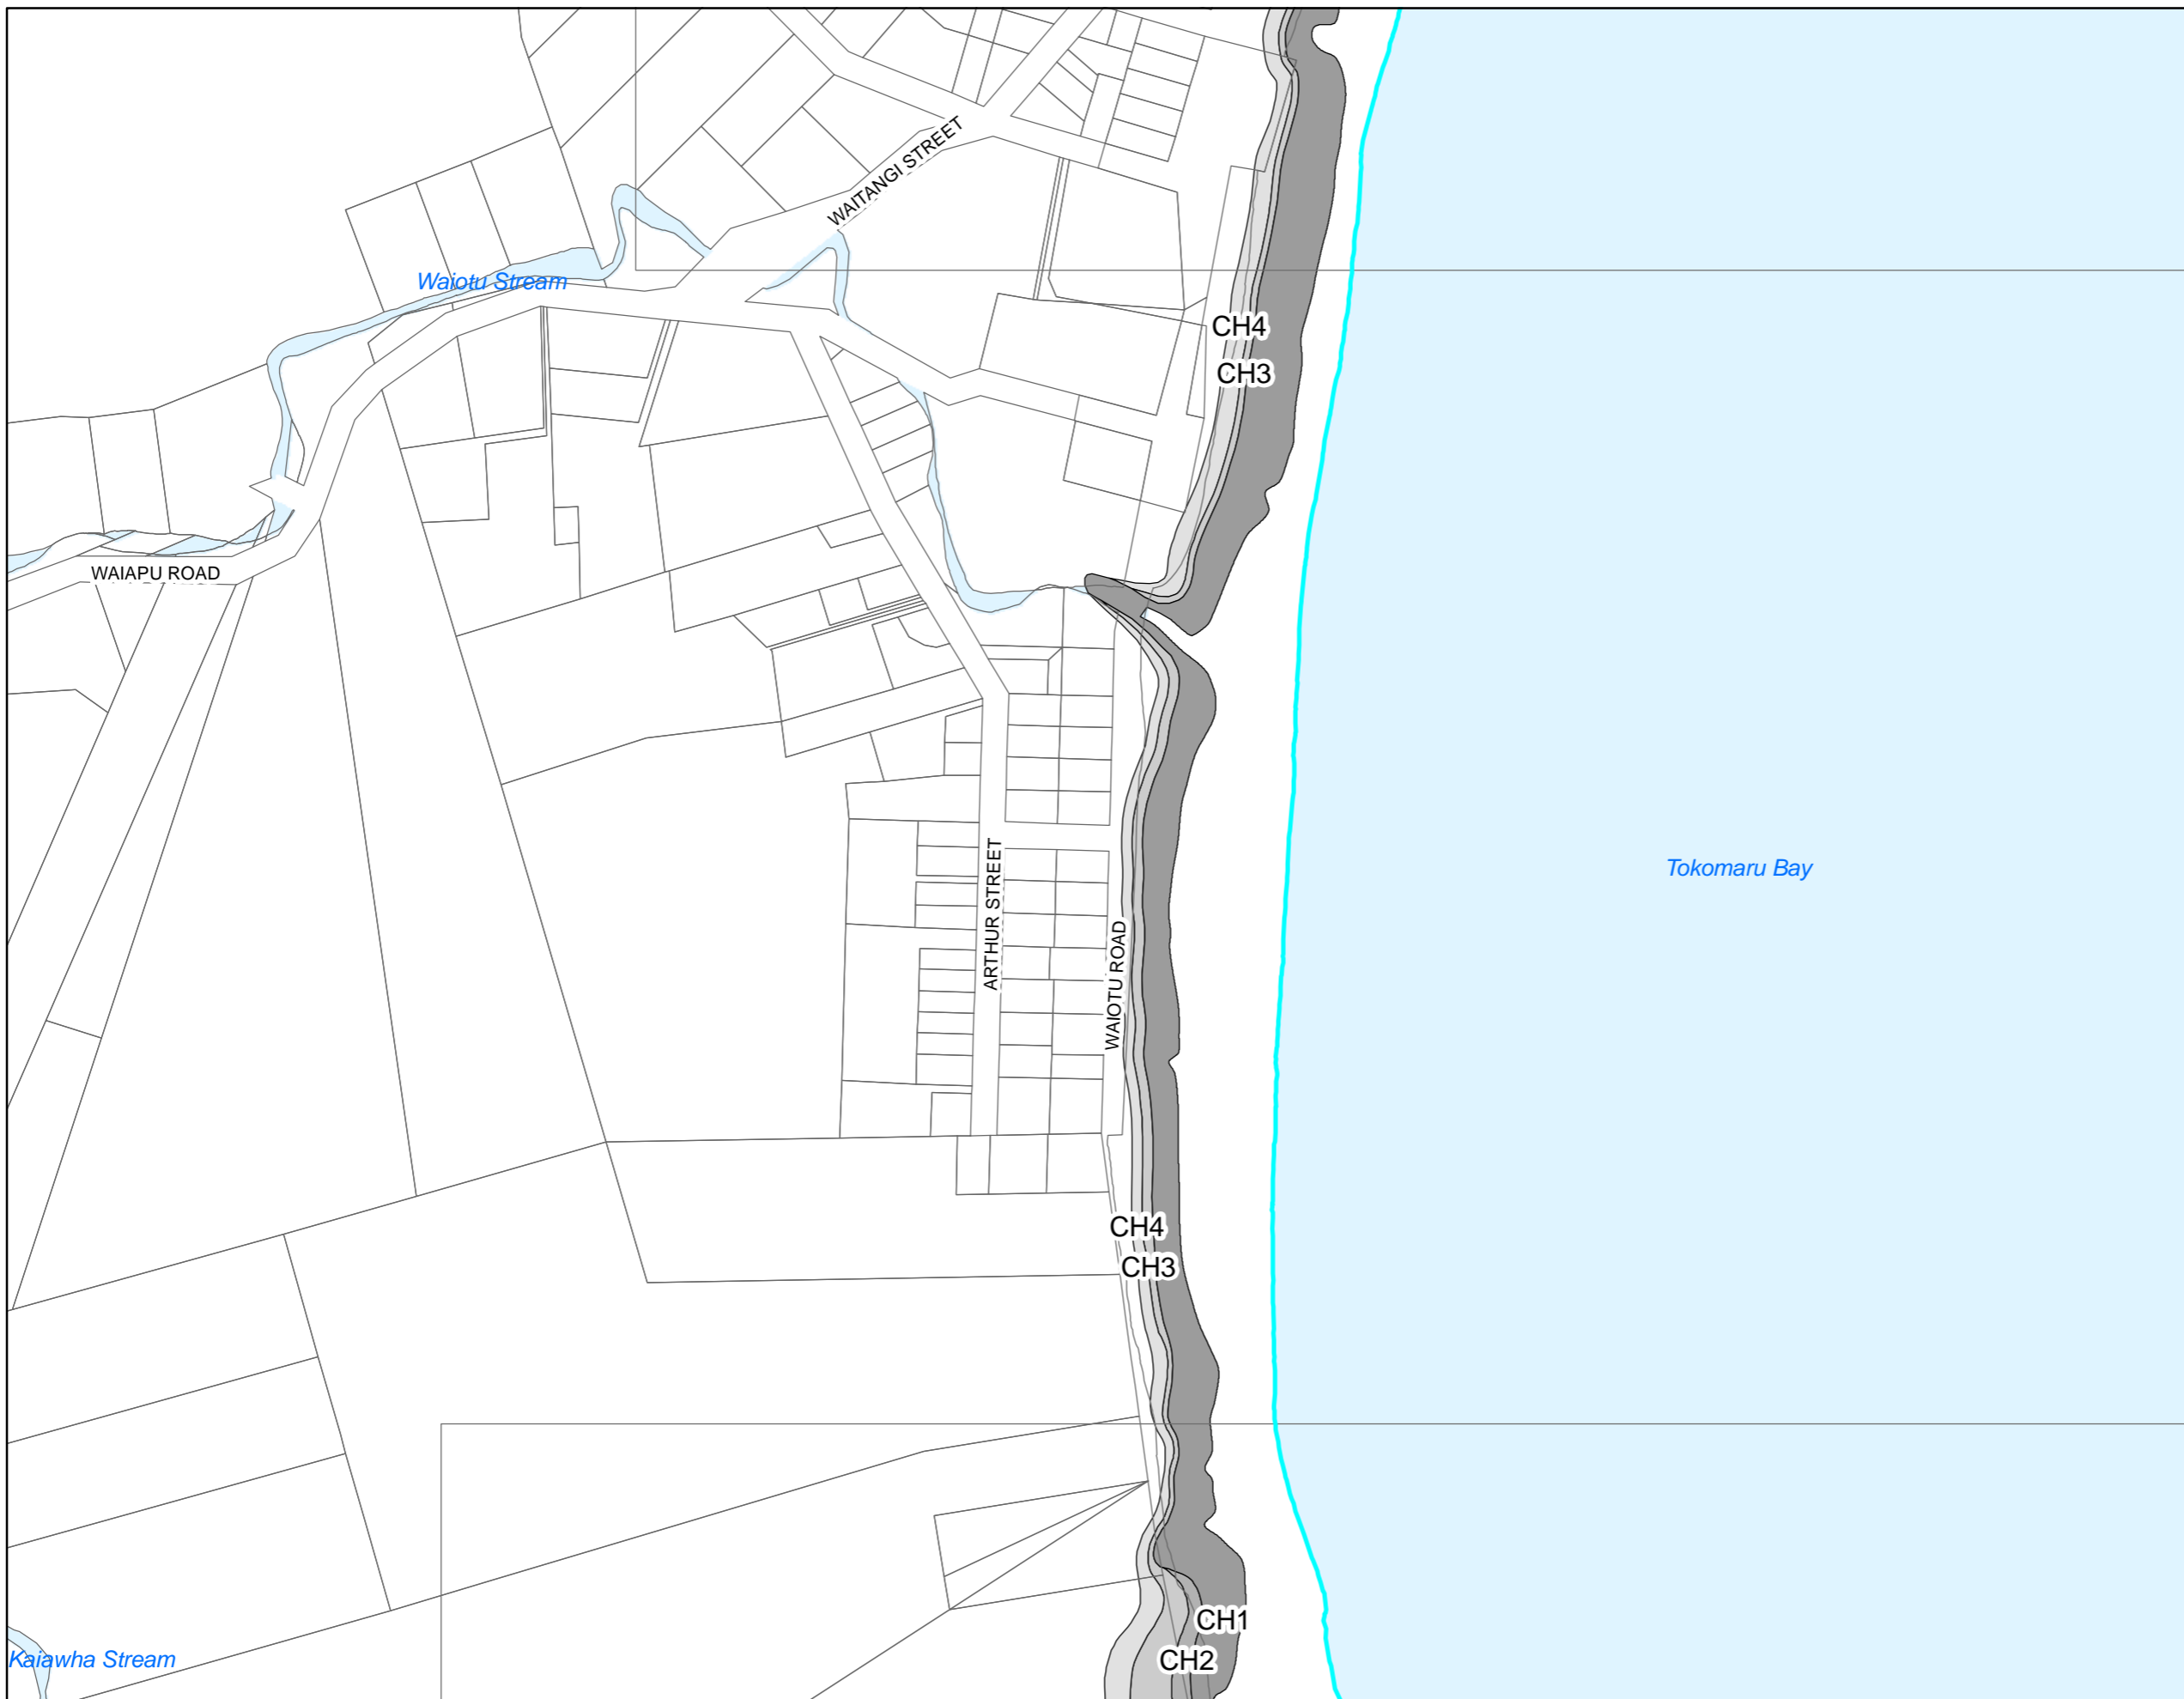 WAITANGI STREET
Waiotu Stream
CH4
CH3
WAIAPU ROAD
Tokomaru Bay
ARTHUR STREET
WAIOTU ROAD
CH4
CH3
CH1
CH2
Kaiawha Stream